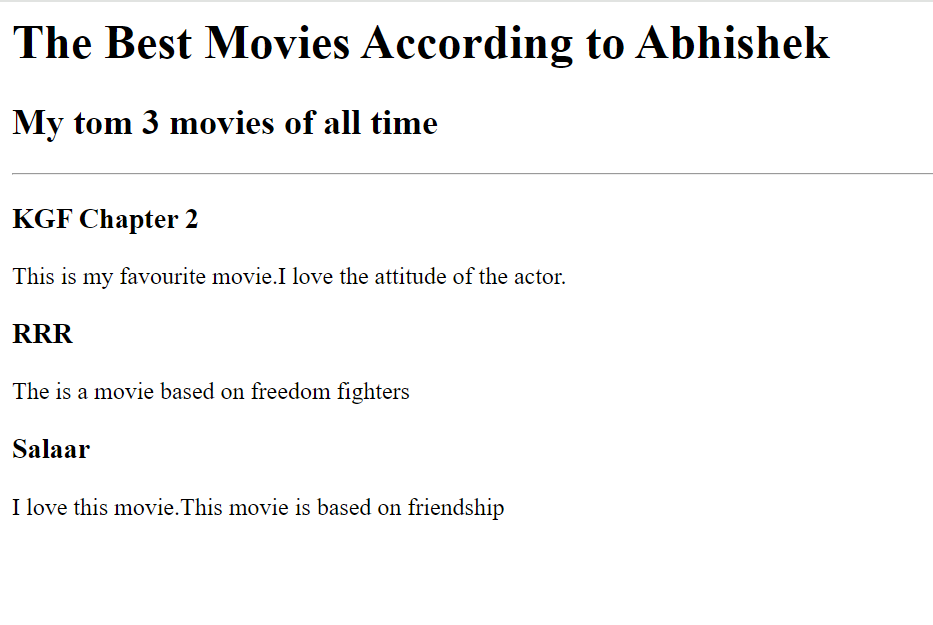 The Best Movies According to Abhishek
My tom 3 movies of all time
KGF Chapter 2
This is my favourite movie.I love the attitude of the actor.
RRR
The is a movie based on freedom fighters
Salaar
I love this movie.This movie is based on friendship